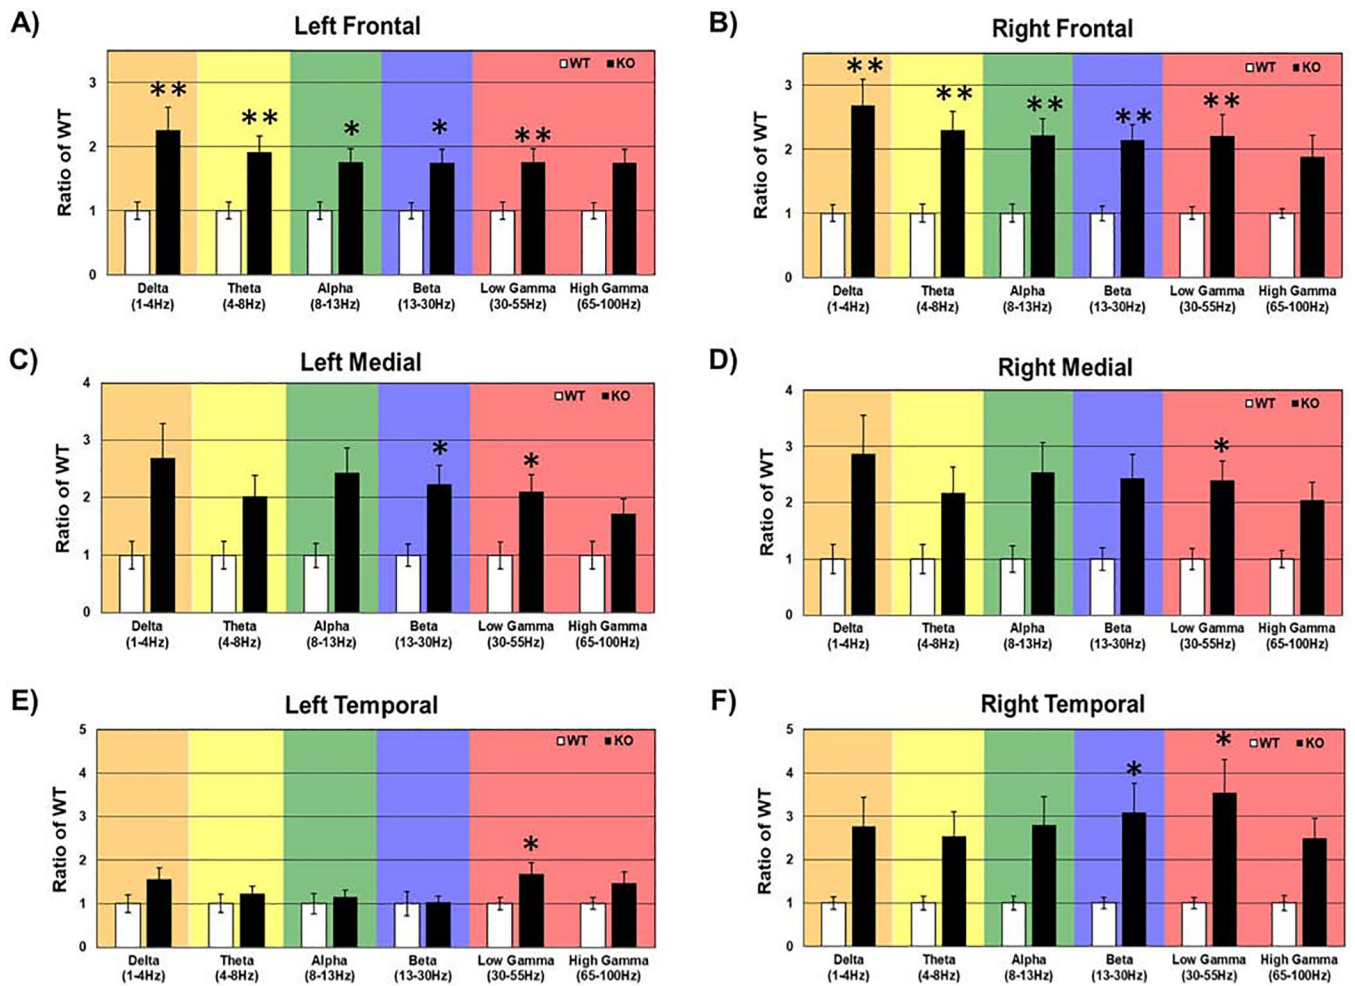 A)
Left Frontal
WT KO
Ratio of WT
3
2
1
0
** ** * * **
Delta Theta Alpha Beta Low Gamma High Gamma
(1-4Hz) (4-8Hz) (8-13Hz) (13-30Hz) (30-55Hz) (65-100Hz)
B)
Right Frontal
WT KO
Ratio of WT
3
2
1
0
** ** ** ** **
Delta Theta Alpha Beta Low Gamma High Gamma
(1-4Hz) (4-8Hz) (8-13Hz) (13-30Hz) (30-55Hz) (65-100Hz)
C)
Left Medial
WT KO
Ratio of WT
4
3
2
1
0
* *
Delta Theta Alpha Beta Low Gamma High Gamma
(1-4Hz) (4-8Hz) (8-13Hz) (13-30Hz) (30-55Hz) (65-100Hz)
D)
Right Medial
WT KO
Ratio of WT
4
3
2
1
0
*
Delta Theta Alpha Beta Low Gamma High Gamma
(1-4Hz) (4-8Hz) (8-13Hz) (13-30Hz) (30-55Hz) (65-100Hz)
E)
Left Temporal
WT KO
Ratio of WT
5
4
3
2
1
0
*
Delta Theta Alpha Beta Low Gamma High Gamma
(1-4Hz) (4-8Hz) (8-13Hz) (13-30Hz) (30-55Hz) (65-100Hz)
F)
Right Temporal
WT KO
Ratio of WT
5
4
3
2
1
0
* *
Delta Theta Alpha Beta Low Gamma High Gamma
(1-4Hz) (4-8Hz) (8-13Hz) (13-30Hz) (30-55Hz) (65-100Hz)